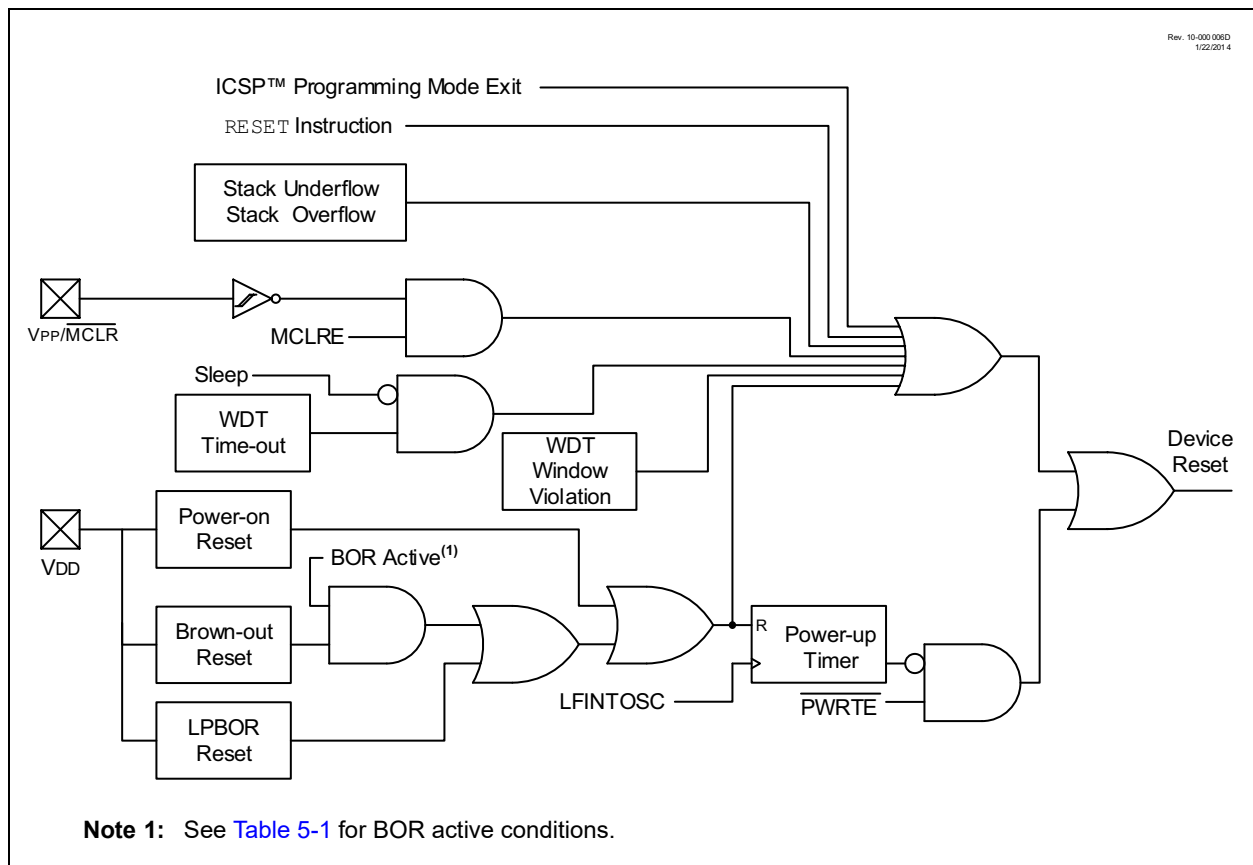 Rev. 10-000 006D
1/22/201 4
ICSP™ Programming Mode Exit
RESET Instruction
Stack Underflow
Stack Overflow
VPP/MCLR
MCLRE
Sleep
WDT
Time-out
WDT
Window
Violation
Device
Reset
VDD
Power-on
Reset
BOR Active(1)
Brown-out
Reset
R
Power-up
Timer
LFINTOSC
PWRTE
LPBOR
Reset
Note 1: See Table 5-1 for BOR active conditions.